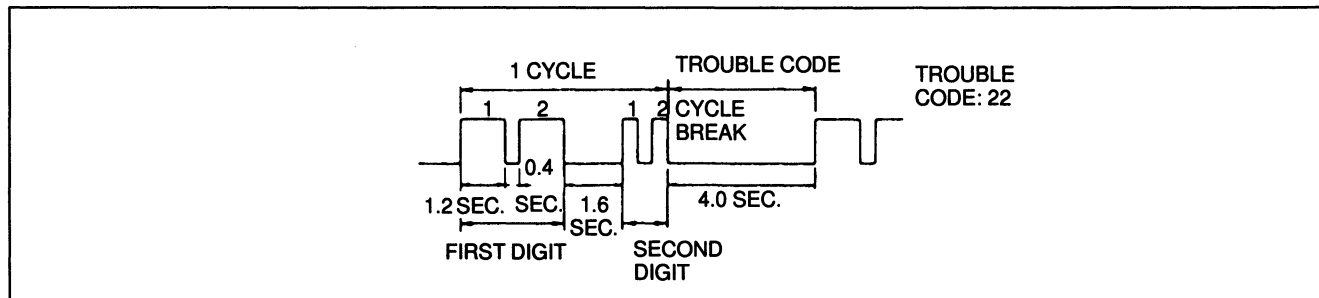 1 CYCLE
TROUBLE CODE
TROUBLE
CODE: 22
1 2 1 2
CYCLE
BREAK
0.4
SEC.
1.2 SEC.
1.6
SEC.
4.0 SEC.
FIRST DIGIT
SECOND
DIGIT